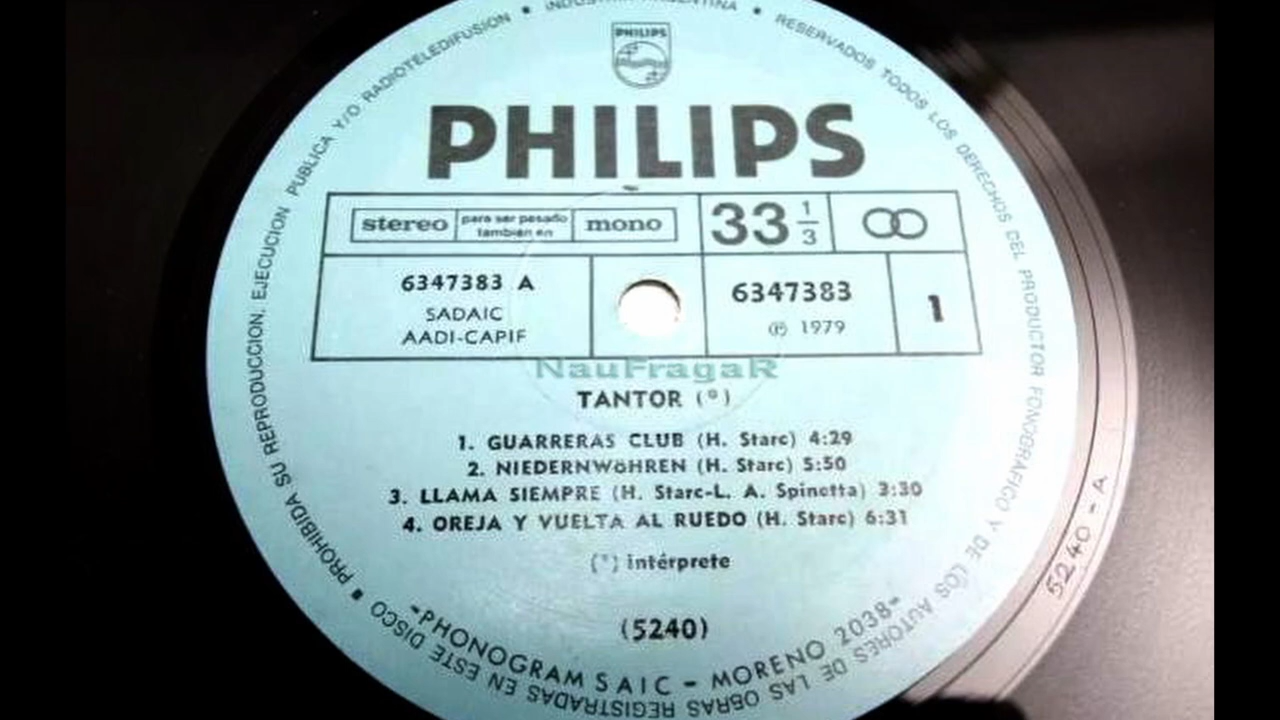 PHILIPS
PHILIPS
stereo
para ser pasado
tambien en
mono
33 1/3
6347383 A
SADAIC
AADI-CAPIF
6347383
℗ 1979
1
NauFragaR
TANTOR (°)
1. GUARRERAS CLUB (H. Starc) 4:29
2. NIEDERNWöHREN (H. Starc) 5:50
3. LLAMA SIEMPRE (H. Starc-L. A. Spinetta) 3:30
4. OREJA Y VUELTA AL RUEDO (H. Starc) 6:31
(°) intérprete
(5240)
-PHONOGRAM SAIC - MORENO 2038-
INDUSTRIA ARGENTINA • RESERVADOS TODOS LOS DERECHOS DEL PRODUCTOR FONOGRAFICO Y DE LOS AUTORES DE LAS OBRAS REGISTRADAS EN ESTE DISCO • PROHIBIDA SU REPRODUCCION. EJECUCION PUBLICA Y/O RADIOTELEDIFUSION •
5240 - A